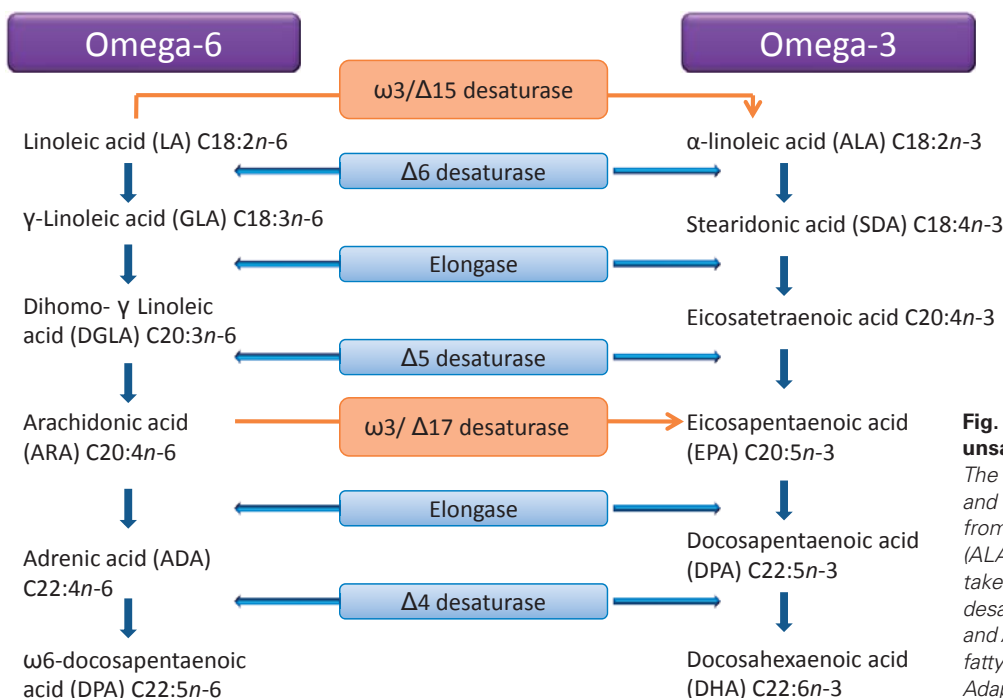 Omega-6
Omega-3
ω3/Δ15 desaturase
Linoleic acid (LA) C18:2n-6
α-linoleic acid (ALA) C18:2n-3
Δ6 desaturase
γ-Linoleic acid (GLA) C18:3n-6
Stearidonic acid (SDA) C18:4n-3
Elongase
Dihomo- γ Linoleic
acid (DGLA) C20:3n-6
Eicosatetraenoic acid C20:4n-3
Δ5 desaturase
Arachidonic acid
(ARA) C20:4n-6
ω3/ Δ17 desaturase
Eicosapentaenoic acid
(EPA) C20:5n-3
Elongase
Adrenic acid (ADA)
C22:4n-6
Docosapentaenoic acid
(DPA) C22:5n-3
Δ4 desaturase
ω6-docosapentaenoic
acid (DPA) C22:5n-6
Docosahexaenoic acid
(DHA) C22:6n-3
Fig.
unsa
The
and
from
(ALA
take
desa
and
fatty
Adap